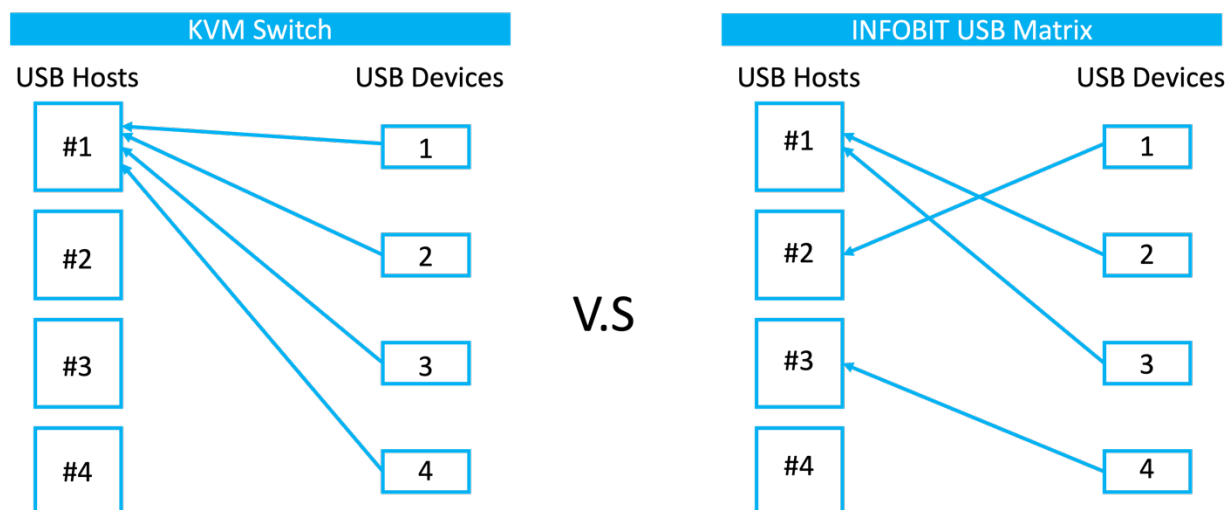 KVM Switch
USB Hosts USB Devices
#1 1
#2 2
#3 3
#4 4
V.S
INFOBIT USB Matrix
USB Hosts USB Devices
#1 1
#2 2
#3 3
#4 4